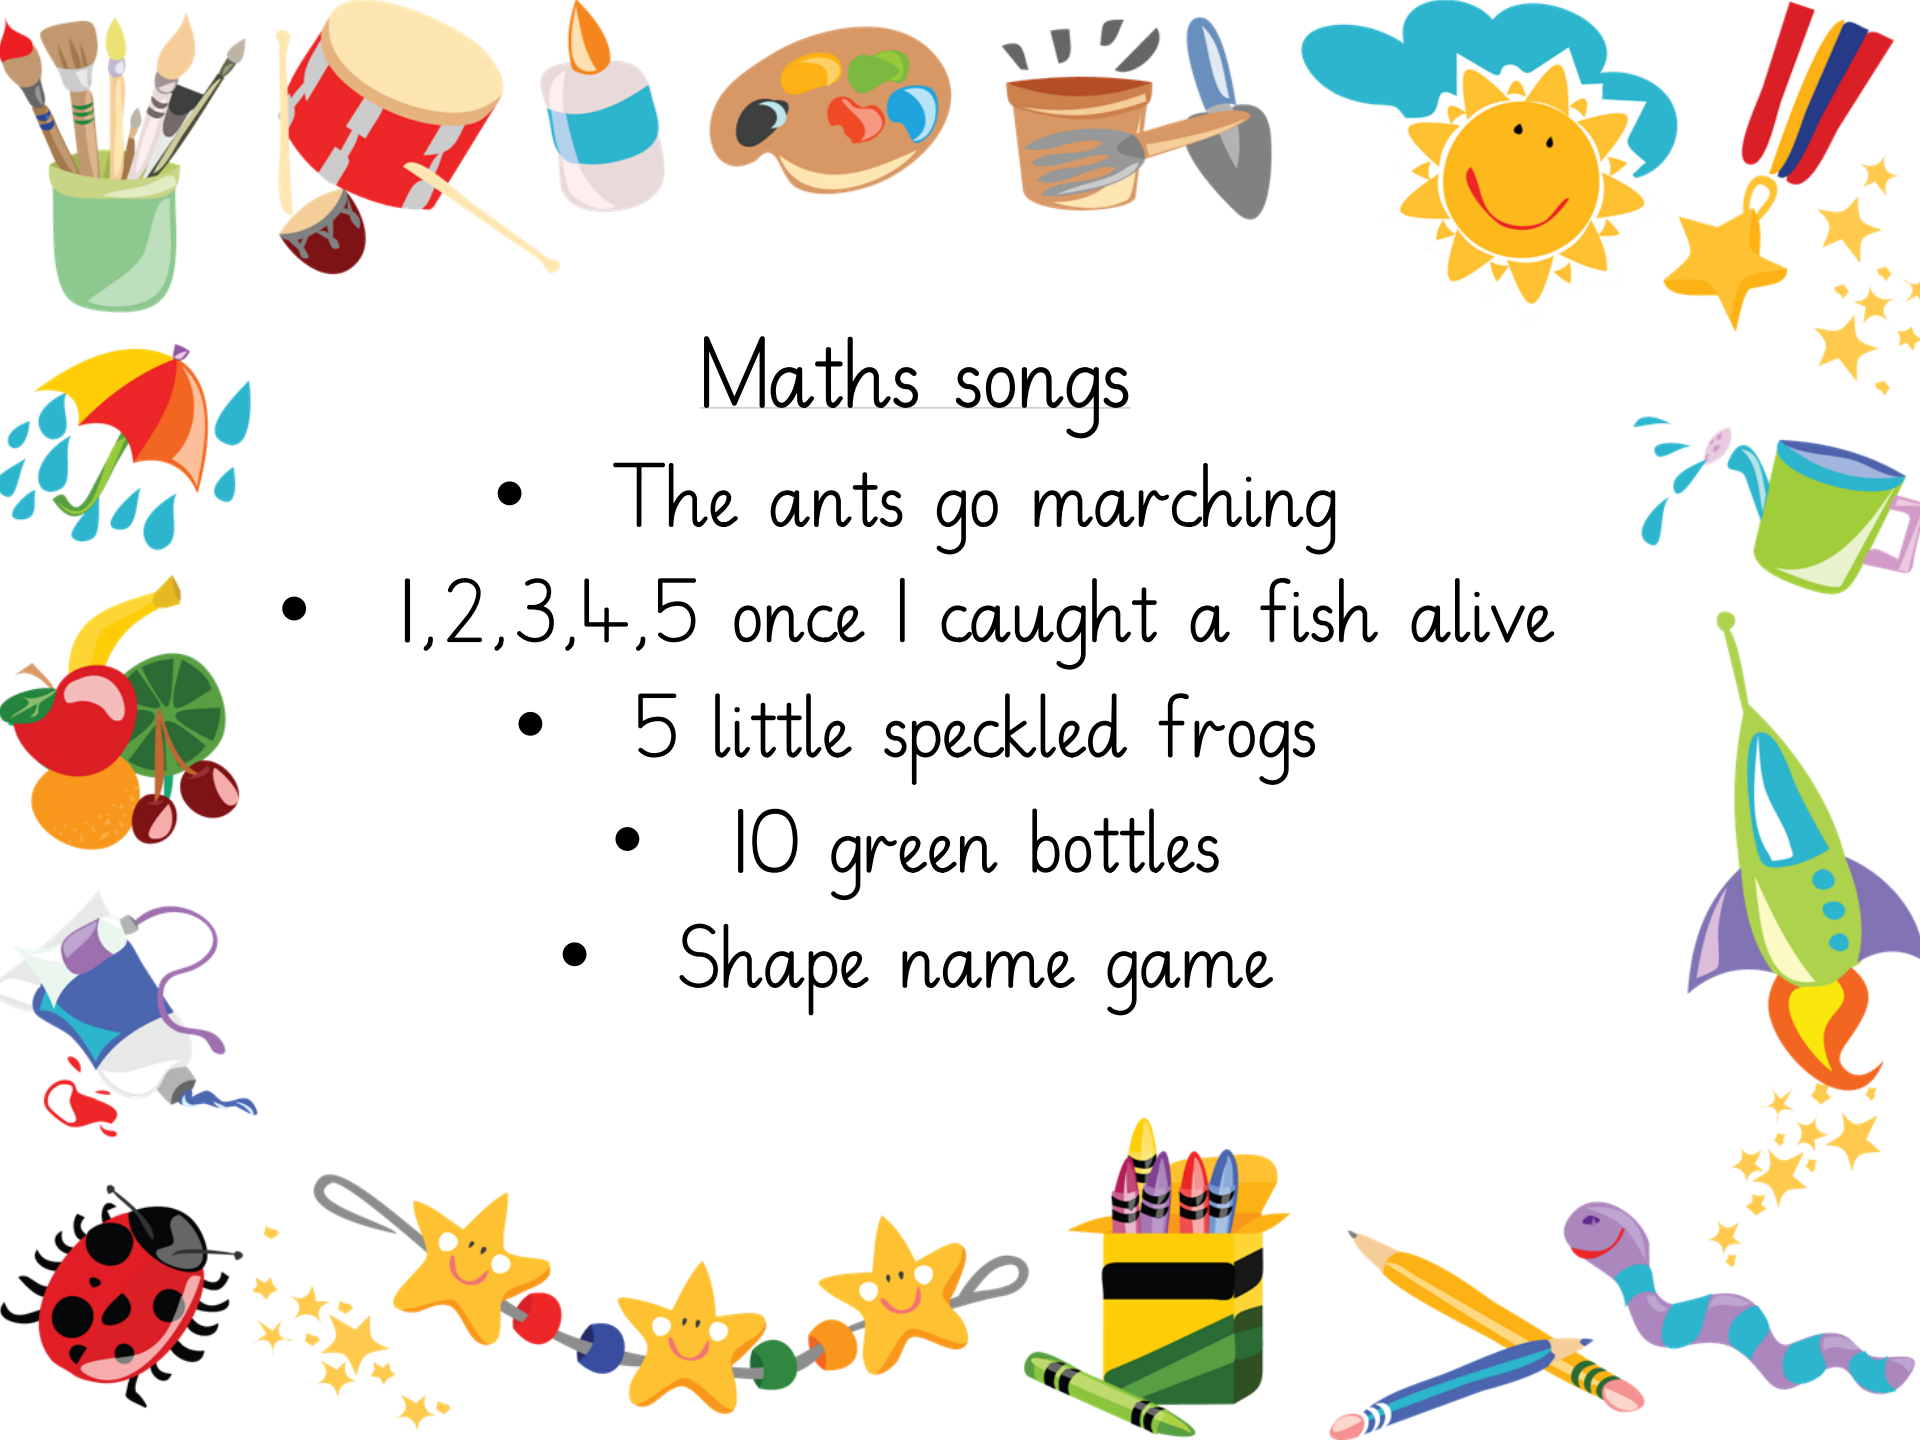 Maths songs
• The ants go marching
• 1,2,3,4,5 once I caught a fish alive
• 5 little speckled frogs
• 10 green bottles
• Shape name game